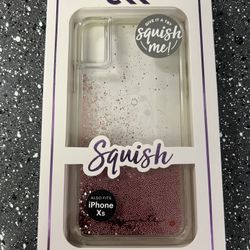 GIVE IT A TRY
squish
me!
Squish
ALSO FITS
iPhone
Xs